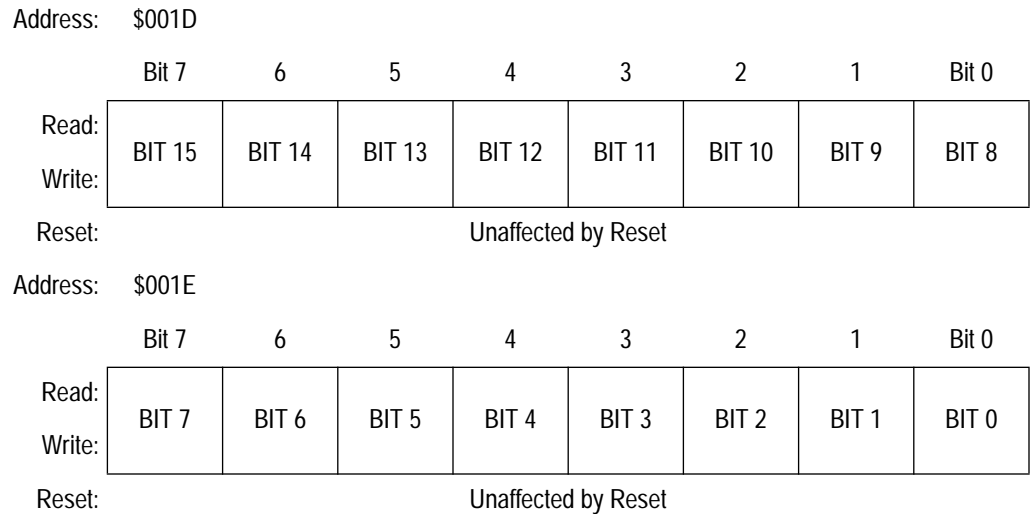 Address: $001D
Bit 7 6 5 4 3 2 1 Bit 0
Read:
BIT 15 BIT 14 BIT 13 BIT 12 BIT 11 BIT 10 BIT 9 BIT 8
Write:
Reset: Unaffected by Reset
Address: $001E
Bit 7 6 5 4 3 2 1 Bit 0
Read:
BIT 7 BIT 6 BIT 5 BIT 4 BIT 3 BIT 2 BIT 1 BIT 0
Write:
Reset: Unaffected by Reset